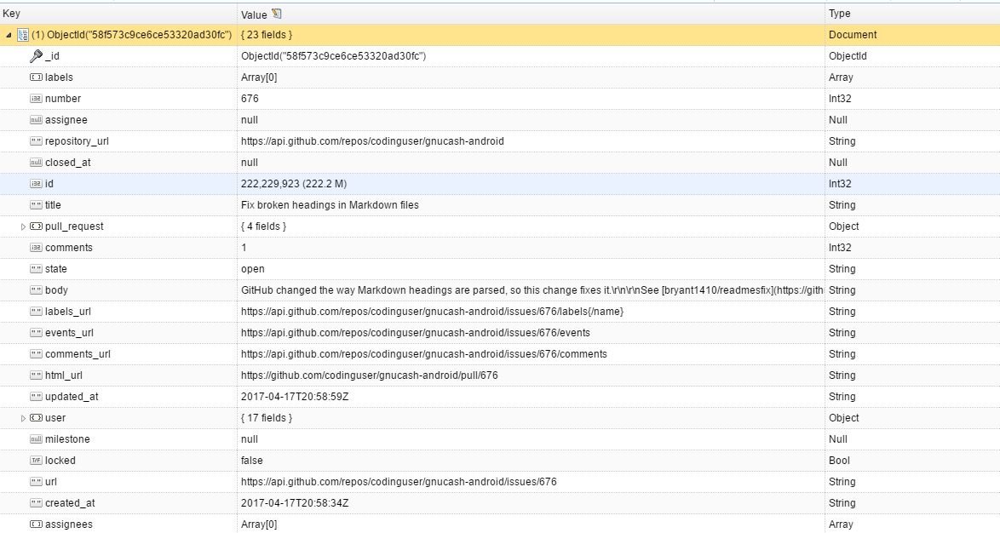 Key Value Type
(1) ObjectId("58f573c9ce6ce53320ad30fc") { 23 fields } Document
_id ObjectId("58f573c9ce6ce53320ad30fc") ObjectId
labels Array[0] Array
number 676 Int32
assignee null Null
repository_url https://api.github.com/repos/codinguser/gnucash-android String
closed_at null Null
id 222,229,923 (222.2 M) Int32
title Fix broken headings in Markdown files String
pull_request { 4 fields } Object
comments 1 Int32
state open String
body GitHub changed the way Markdown headings are parsed, so this change fixes it.\r\n\r\nSee [bryant1410/readmesfix](https://gith String
labels_url https://api.github.com/repos/codinguser/gnucash-android/issues/676/labels{/name} String
events_url https://api.github.com/repos/codinguser/gnucash-android/issues/676/events String
comments_url https://api.github.com/repos/codinguser/gnucash-android/issues/676/comments String
html_url https://github.com/codinguser/gnucash-android/pull/676 String
updated_at 2017-04-17T20:58:59Z String
user { 17 fields } Object
milestone null Null
locked false Bool
url https://api.github.com/repos/codinguser/gnucash-android/issues/676 String
created_at 2017-04-17T20:58:34Z String
assignees Array[0] Array